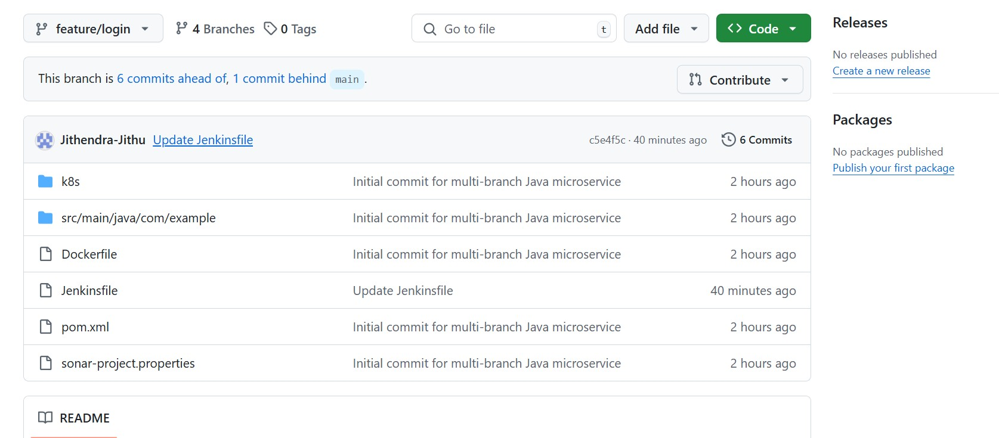 feature/login 4 Branches 0 Tags Go to file t Add file Code
This branch is 6 commits ahead of, 1 commit behind main .
Contribute
Jithendra-Jithu Update Jenkinsfile c5e4f5c · 40 minutes ago 6 Commits
k8s Initial commit for multi-branch Java microservice 2 hours ago
src/main/java/com/example Initial commit for multi-branch Java microservice 2 hours ago
Dockerfile Initial commit for multi-branch Java microservice 2 hours ago
Jenkinsfile Update Jenkinsfile 40 minutes ago
pom.xml Initial commit for multi-branch Java microservice 2 hours ago
sonar-project.properties Initial commit for multi-branch Java microservice 2 hours ago
README
Releases
No releases published
Create a new release
Packages
No packages published
Publish your first package